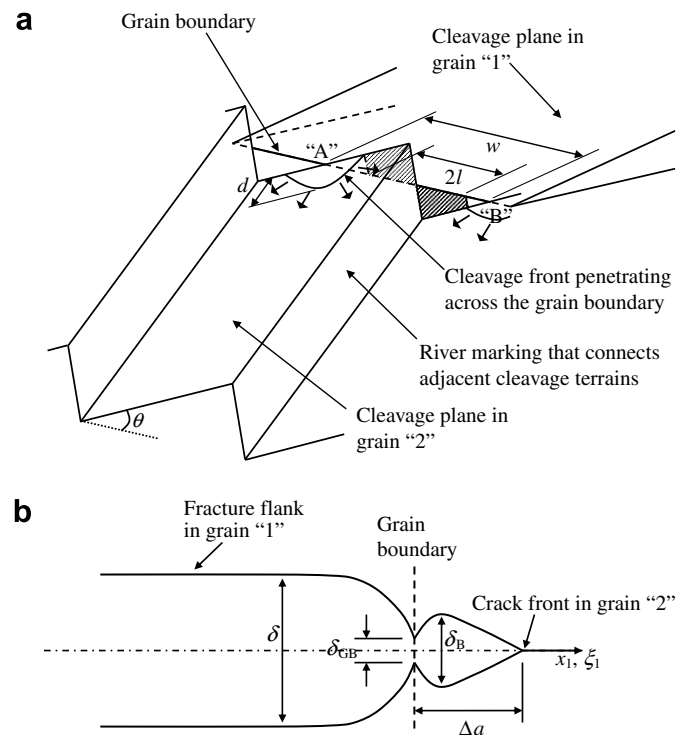 a
Grain boundary
Cleavage plane in
grain “1”
“A”
w
d
2l
“B”
Cleavage front penetrating
across the grain boundary
River marking that connects
adjacent cleavage terrains
θ
Cleavage plane in
grain “2”
b
Fracture flank
in grain “1”
Grain
boundary
Crack front in grain “2”
δ
δGB
δB
x1, ξ1
Δa